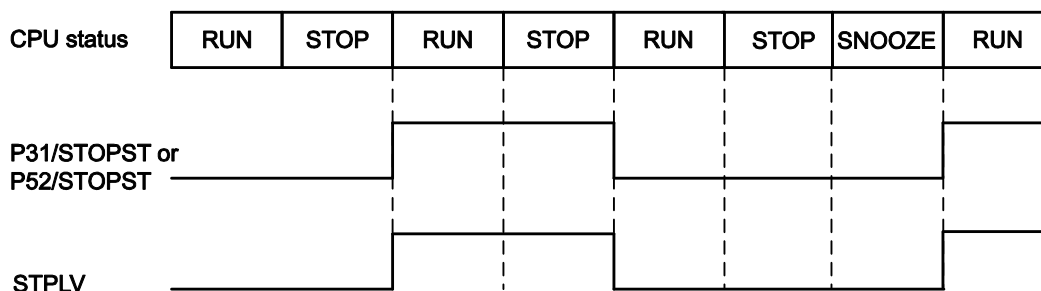 CPU status RUN STOP RUN STOP RUN STOP SNOOZE RUN
P31/STOPST or
P52/STOPST
STPLV